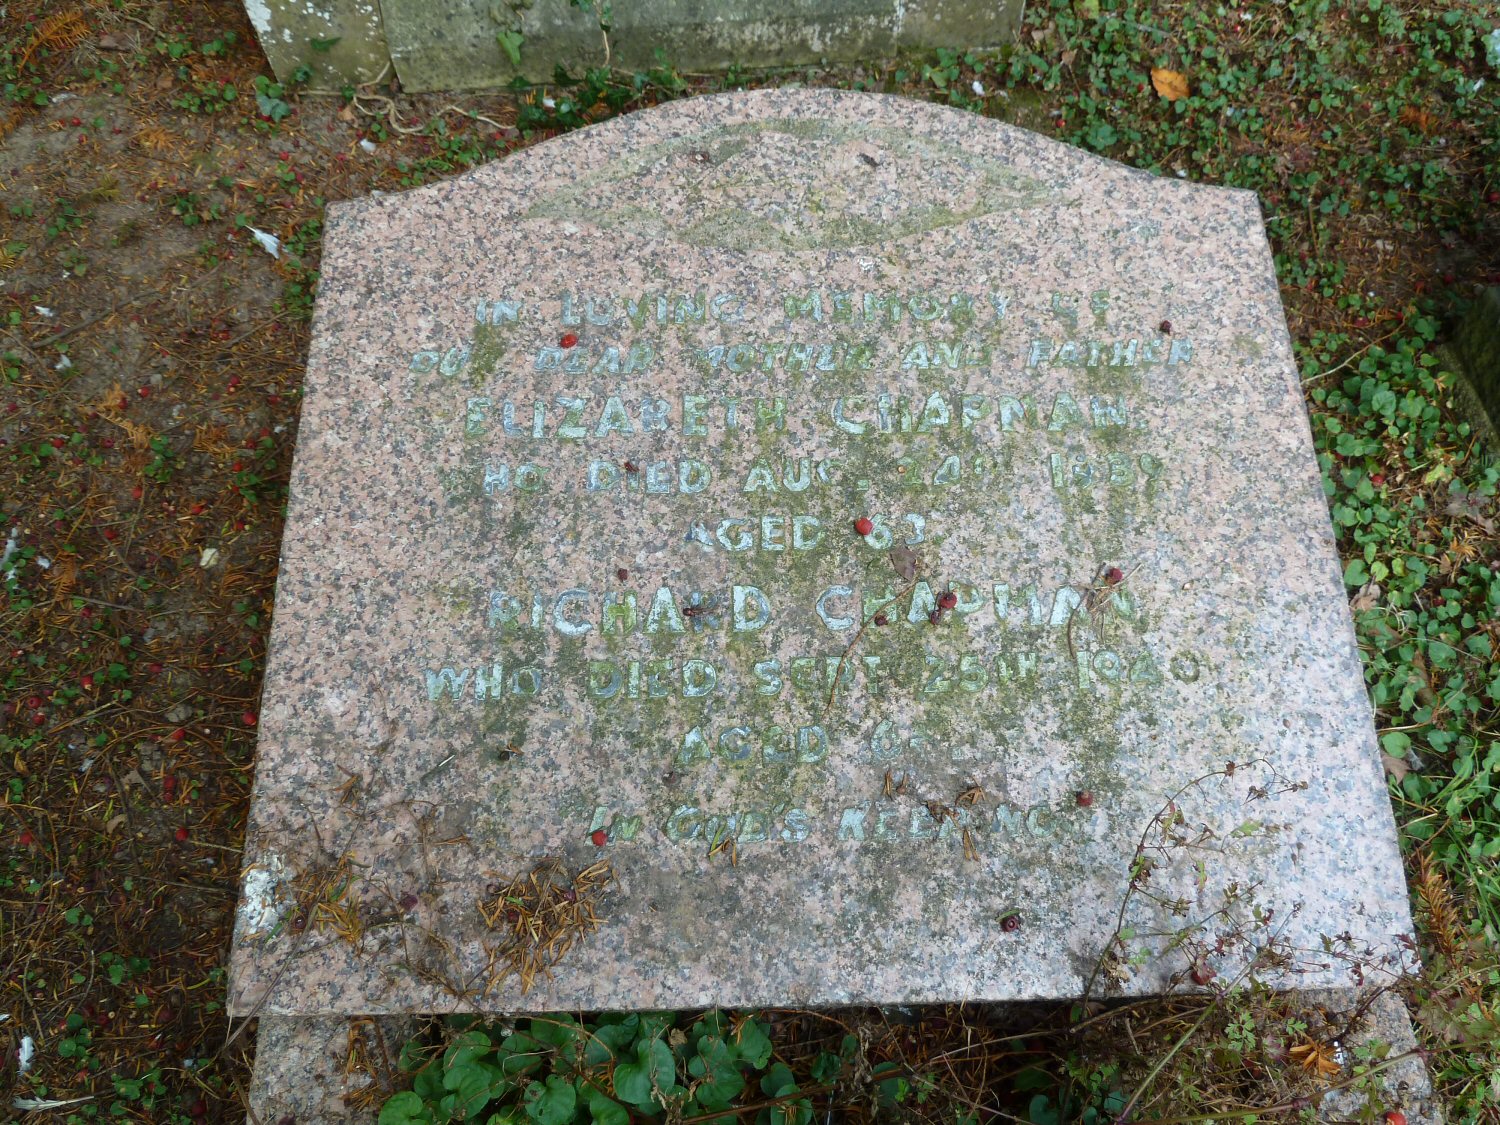 IN LOVING MEMORY OF
OUR DEAR MOTHER AND FATHER
ELIZABETH CHAPMAN.
WHO DIED AUG. 24TH 1939
AGED 63
RICHARD CHAPMAN
WHO DIED SEPT 25TH 1940
AGED
IN GOD'S KEEPING.